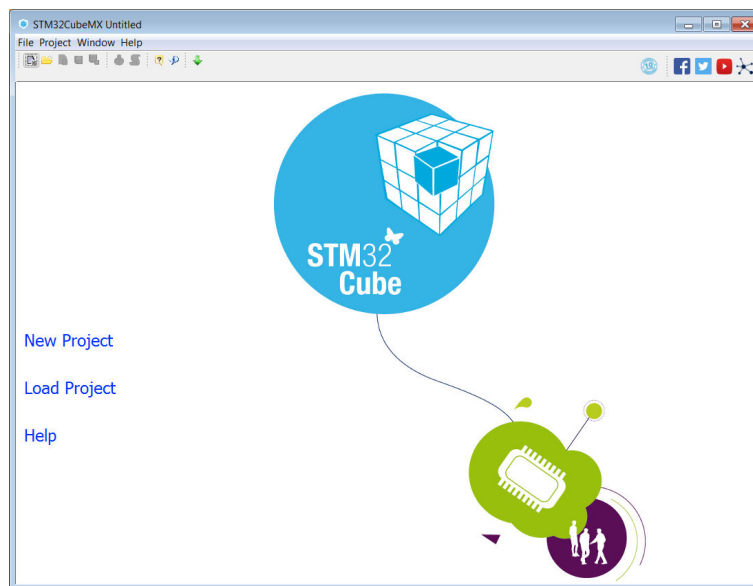 STM32CubeMX Untitled
File Project Window Help
STM32
Cube
New Project
Load Project
Help